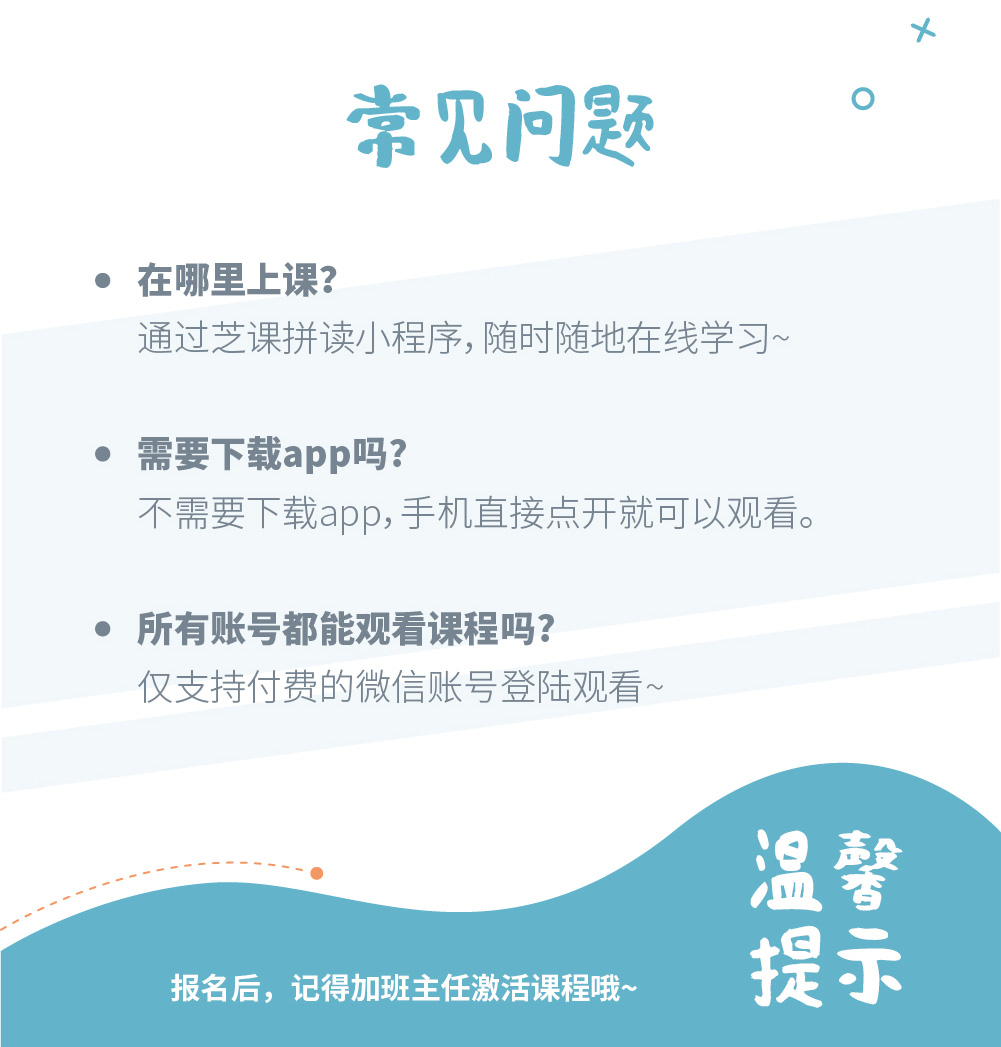 常见问题
在哪里上课?
通过芝课拼读小程序，随时随地在线学习~
需要下载app吗?
不需要下载app，手机直接点开就可以观看。
所有账号都能观看课程吗?
仅支持付费的微信账号登陆观看~
温馨
提示
报名后，记得加班主任激活课程哦~